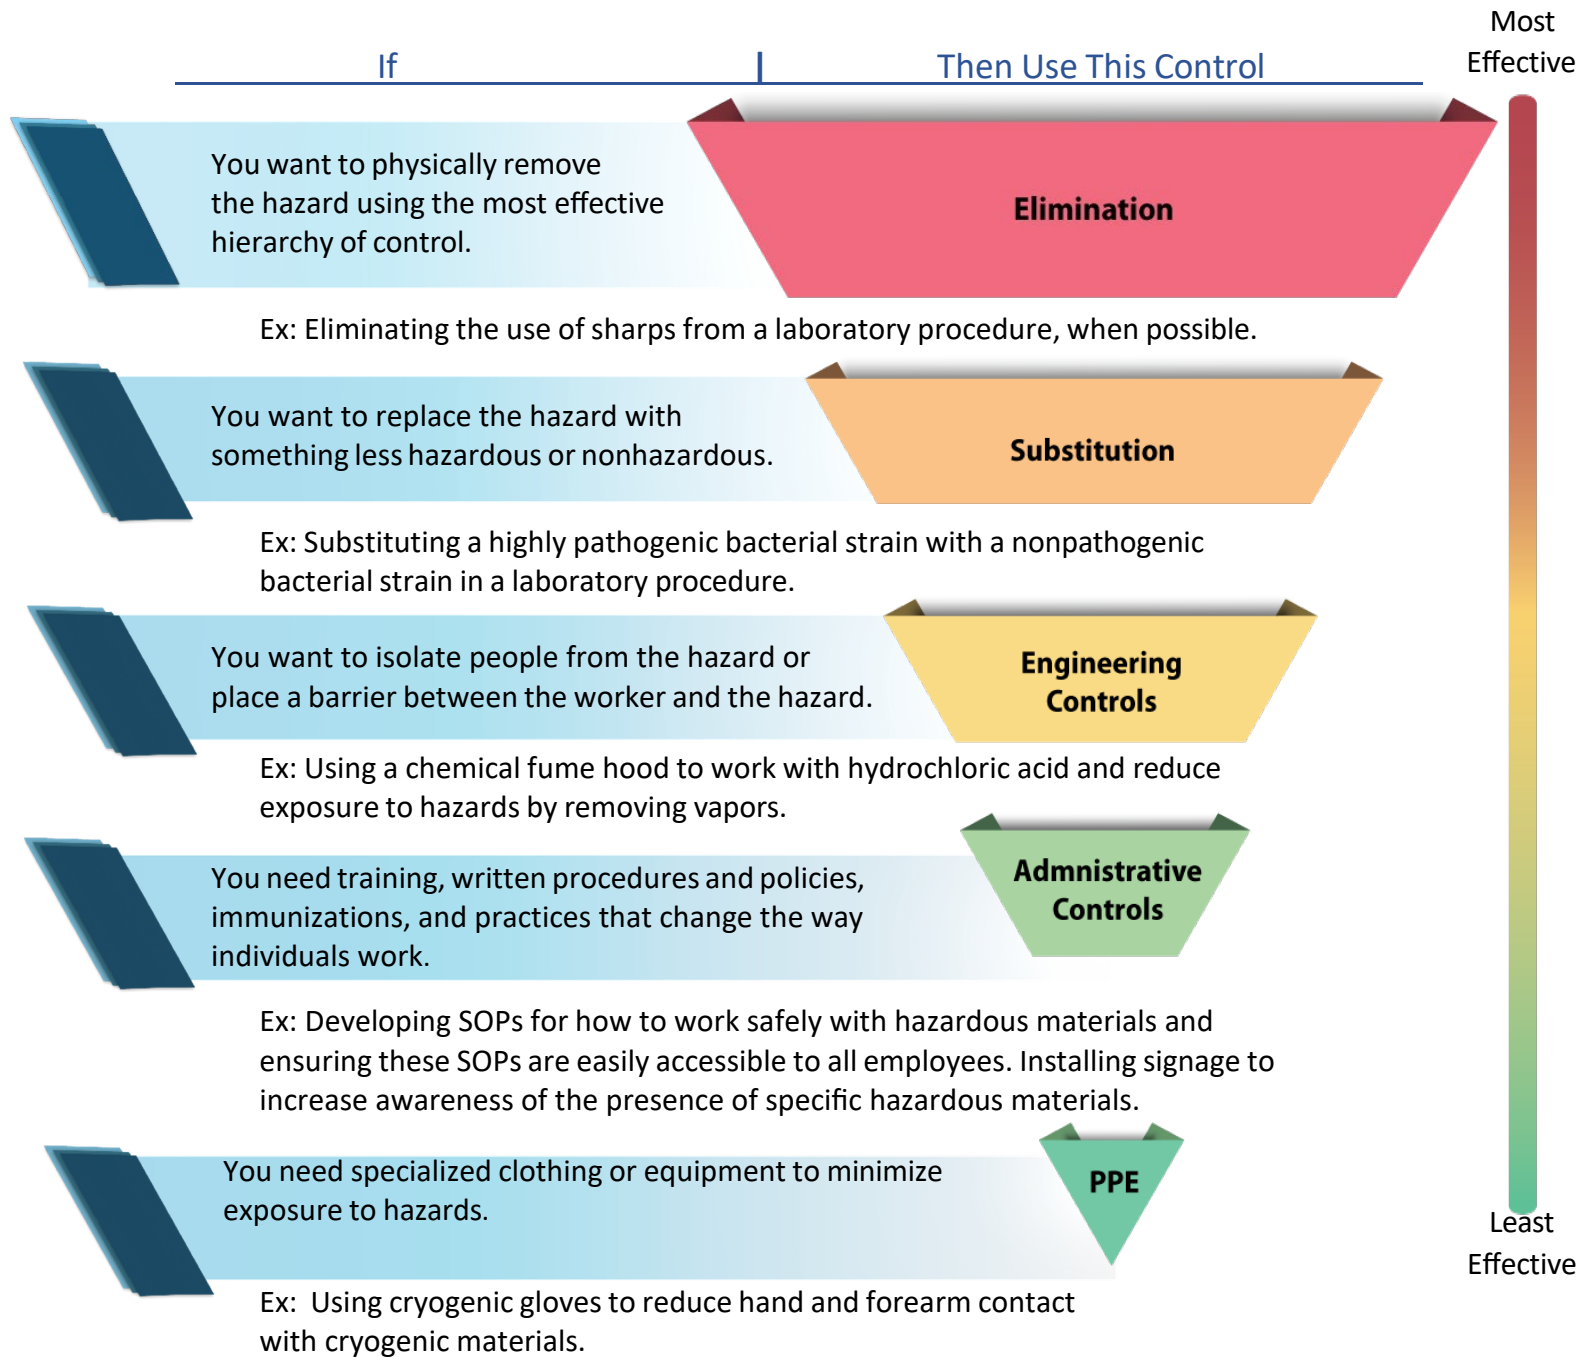 Most
Effective
If
Then Use This Control
You want to physically remove
the hazard using the most effective
hierarchy of control.
Elimination
Ex: Eliminating the use of sharps from a laboratory procedure, when possible.
You want to replace the hazard with
something less hazardous or nonhazardous.
Substitution
Ex: Substituting a highly pathogenic bacterial strain with a nonpathogenic
bacterial strain in a laboratory procedure.
You want to isolate people from the hazard or
place a barrier between the worker and the hazard.
Engineering
Controls
Ex: Using a chemical fume hood to work with hydrochloric acid and reduce
exposure to hazards by removing vapors.
You need training, written procedures and policies,
immunizations, and practices that change the way
individuals work.
Admnistrative
Controls
Ex: Developing SOPs for how to work safely with hazardous materials and
ensuring these SOPs are easily accessible to all employees. Installing signage to
increase awareness of the presence of specific hazardous materials.
You need specialized clothing or equipment to minimize
exposure to hazards.
PPE
Least
Effective
Ex: Using cryogenic gloves to reduce hand and forearm contact
with cryogenic materials.